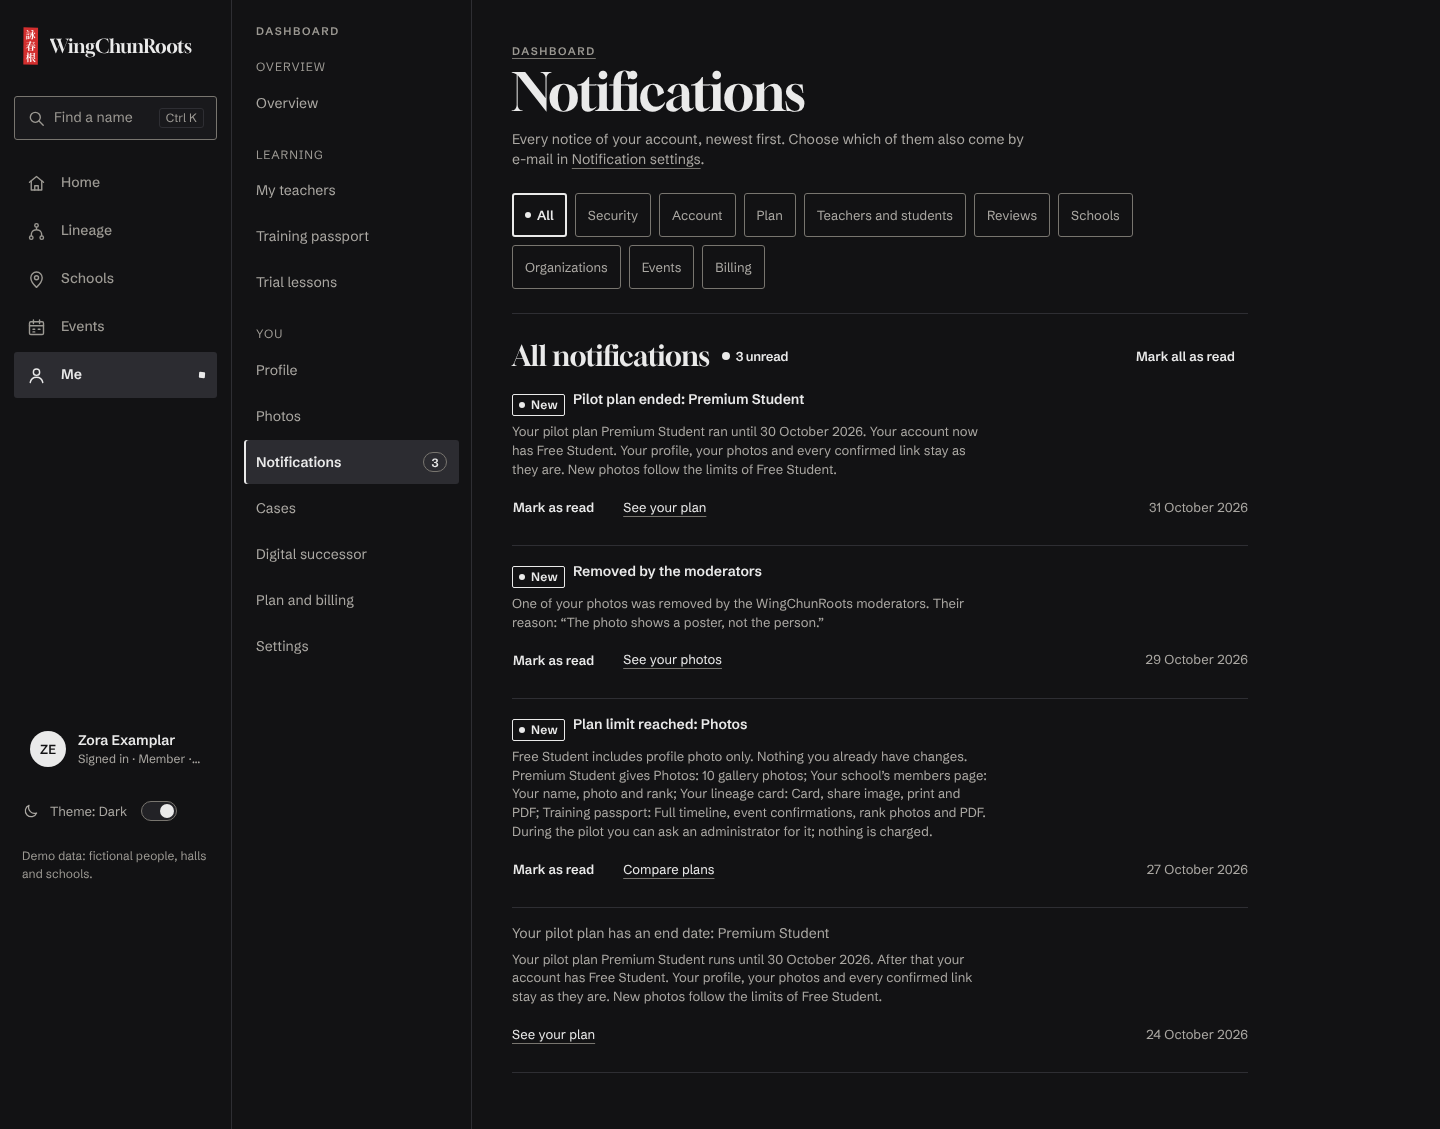 詠春根
WingChunRoots
Find a name
Ctrl K
Home
Lineage
Schools
Events
Me
Zora Examplar
Signed in · Member ·…
Theme: Dark
Demo data: fictional people, halls
and schools.
DASHBOARD
OVERVIEW
Overview
LEARNING
My teachers
Training passport
Trial lessons
YOU
Profile
Photos
Notifications
3
Cases
Digital successor
Plan and billing
Settings
ZE
DASHBOARD
Notifications
Every notice of your account, newest first. Choose which of them also come by
e-mail in Notification settings.
All
Security
Account
Plan
Teachers and students
Reviews
Schools
Organizations
Events
Billing
All notifications
3 unread
Mark all as read
New
Pilot plan ended: Premium Student
Your pilot plan Premium Student ran until 30 October 2026. Your account now
has Free Student. Your profile, your photos and every confirmed link stay as
they are. New photos follow the limits of Free Student.
Mark as read
See your plan
31 October 2026
New
Removed by the moderators
One of your photos was removed by the WingChunRoots moderators. Their
reason: “The photo shows a poster, not the person.”
Mark as read
See your photos
29 October 2026
New
Plan limit reached: Photos
Free Student includes profile photo only. Nothing you already have changes.
Premium Student gives Photos: 10 gallery photos; Your school’s members page:
Your name, photo and rank; Your lineage card: Card, share image, print and
PDF; Training passport: Full timeline, event confirmations, rank photos and PDF.
During the pilot you can ask an administrator for it; nothing is charged.
Mark as read
Compare plans
27 October 2026
Your pilot plan has an end date: Premium Student
Your pilot plan Premium Student runs until 30 October 2026. After that your
account has Free Student. Your profile, your photos and every confirmed link
stay as they are. New photos follow the limits of Free Student.
See your plan
24 October 2026